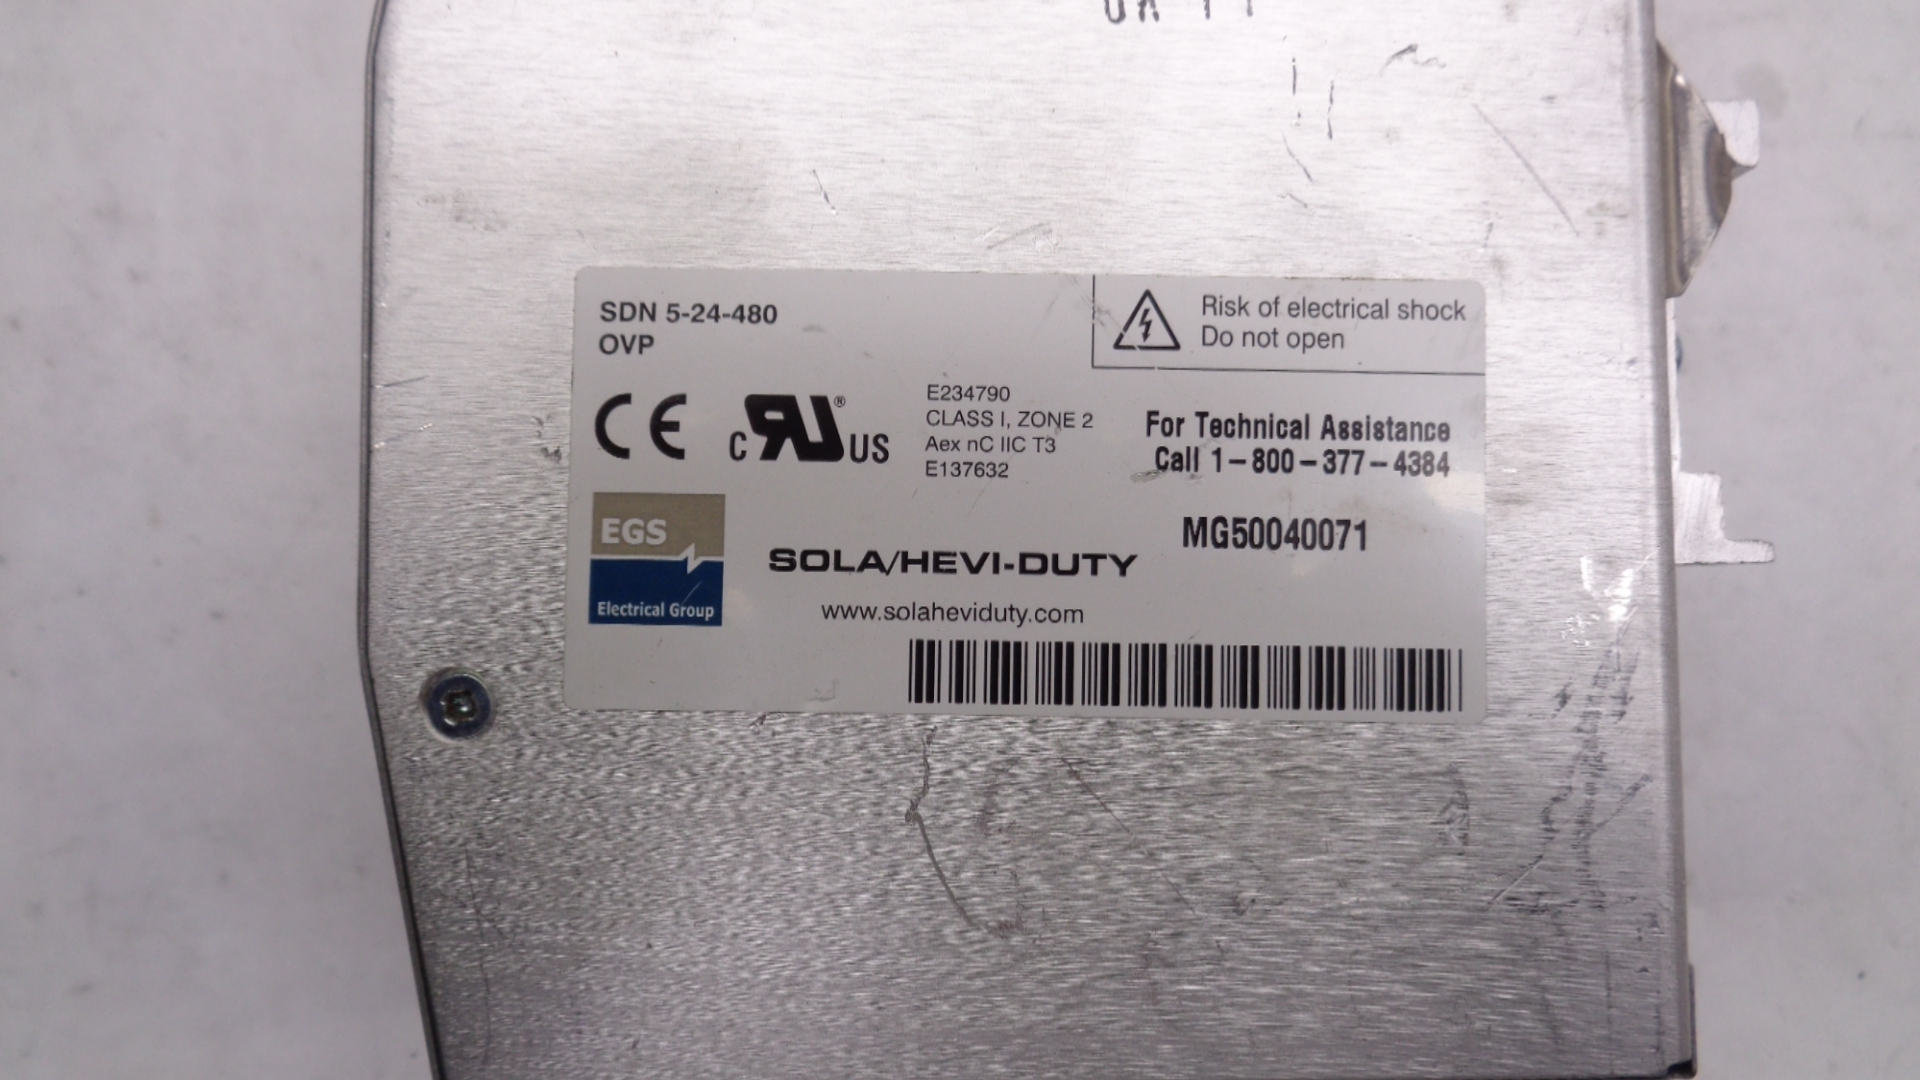 SDN 5-24-480
OVP
Risk of electrical shock
Do not open
CE
c RU® US
E234790
CLASS I, ZONE 2
Aex nC IIC T3
E137632
For Technical Assistance
Call 1-800-377-4384
EGS
Electrical Group
SOLA/HEVI-DUTY
MG50040071
www.solaheviduty.com